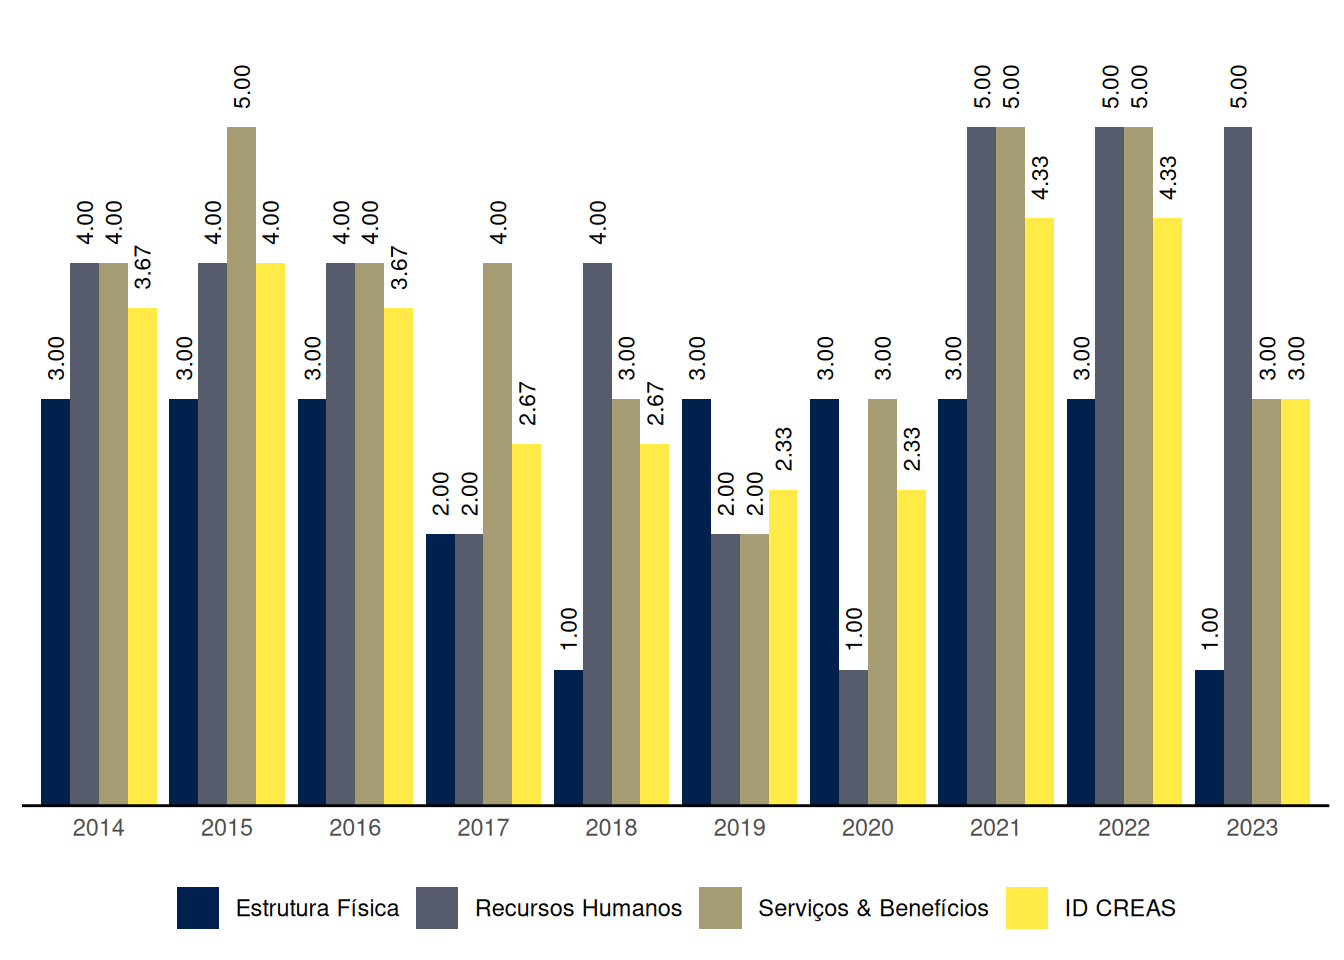 3.00 4.00 4.00 3.67
3.00 4.00 5.00 4.00
3.00 4.00 4.00 3.67
2.00 2.00 4.00 2.67
1.00 4.00 3.00 2.67
3.00 2.00 2.00 2.33
3.00 1.00 3.00 2.33
3.00 5.00 5.00 4.33
3.00 5.00 5.00 4.33
1.00 5.00 3.00 3.00
2014 2015 2016 2017 2018 2019 2020 2021 2022 2023
Estrutura Física Recursos Humanos Serviços & Benefícios ID CREAS